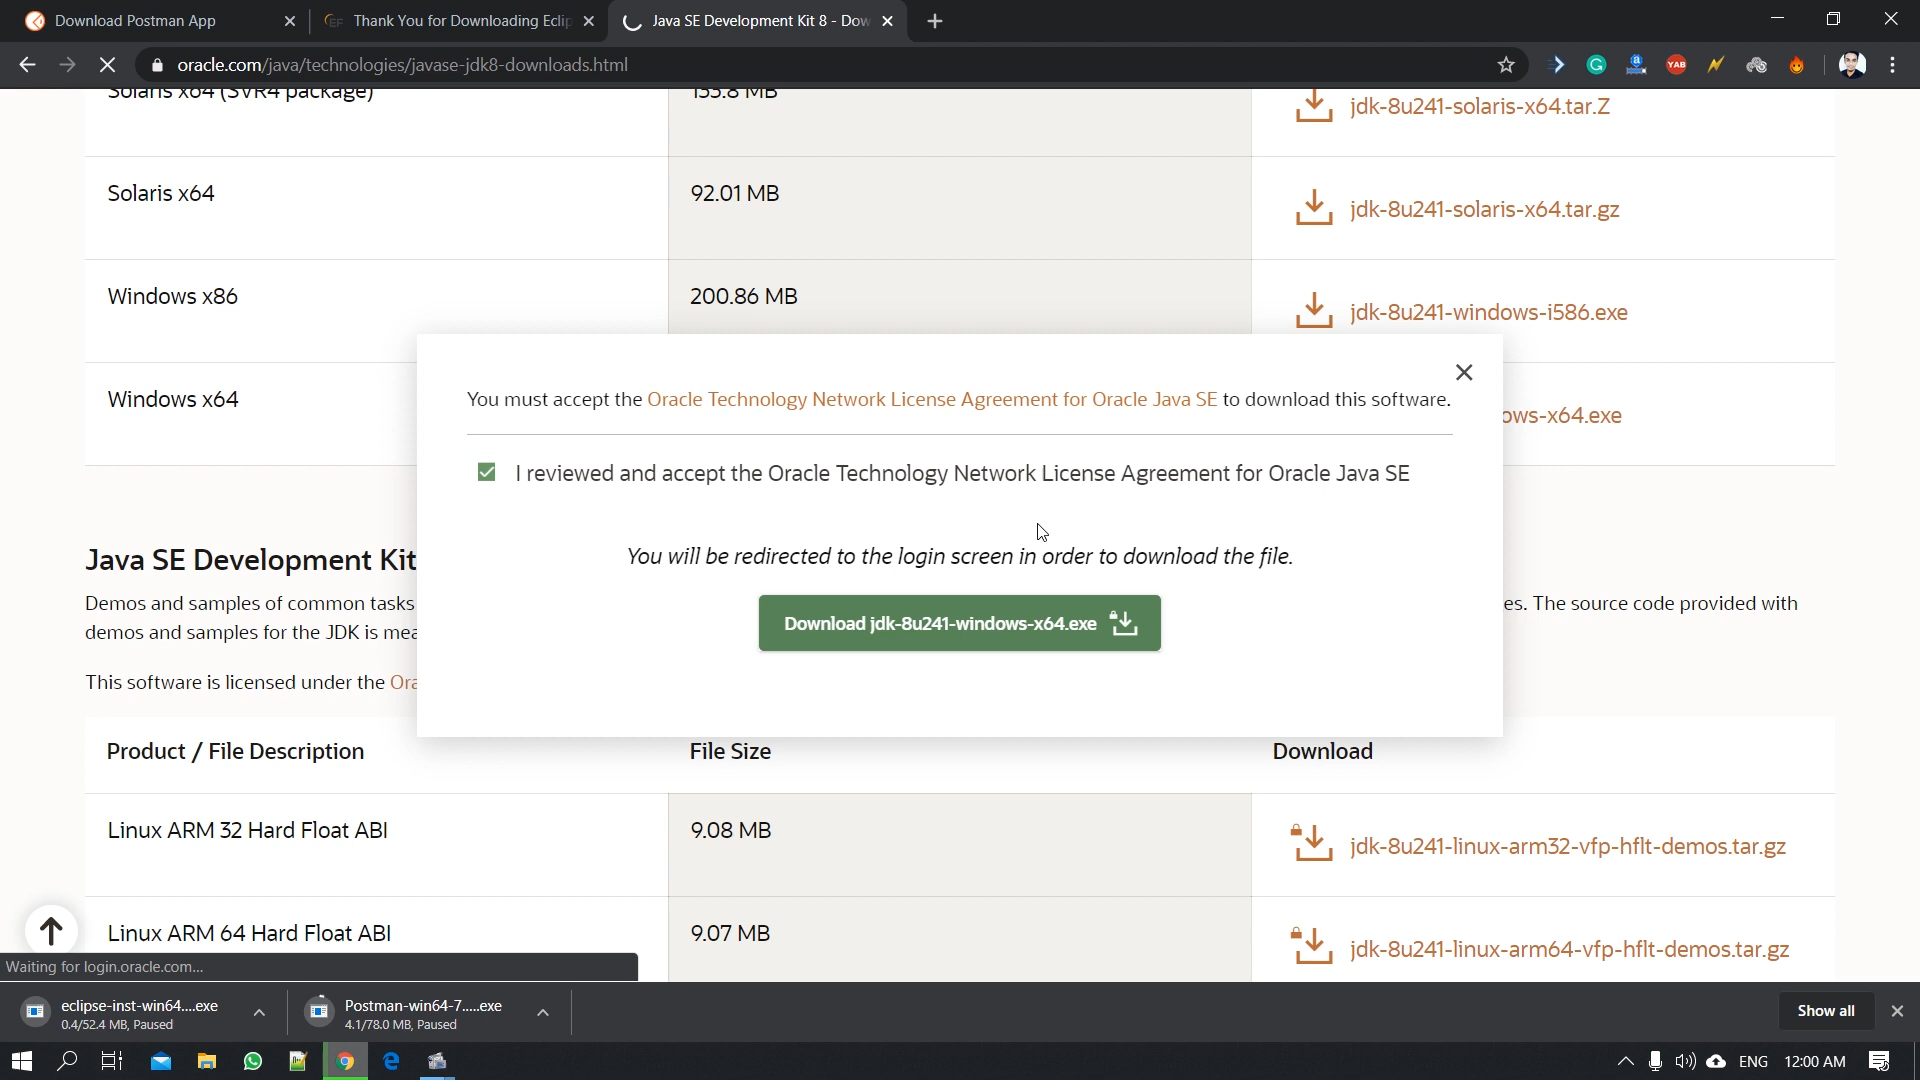 Download Postman App
Thank You for Downloading Eclip
Java SE Development Kit 8 - Dow
oracle.com/java/technologies/javase-jdk8-downloads.html
YAB
Solaris x64 (SVR4 package)
133.8 MB
jdk-8u241-solaris-x64.tar.Z
Solaris x64
92.01 MB
jdk-8u241-solaris-x64.tar.gz
Windows x86
200.86 MB
jdk-8u241-windows-i586.exe
Windows x64
ows-x64.exe
You must accept the Oracle Technology Network License Agreement for Oracle Java SE to download this software.
I reviewed and accept the Oracle Technology Network License Agreement for Oracle Java SE
You will be redirected to the login screen in order to download the file.
Download jdk-8u241-windows-x64.exe
Java SE Development Kit
Demos and samples of common tasks
es. The source code provided with
demos and samples for the JDK is mea
This software is licensed under the Ora
Product / File Description
File Size
Download
Linux ARM 32 Hard Float ABI
9.08 MB
jdk-8u241-linux-arm32-vfp-hflt-demos.tar.gz
Linux ARM 64 Hard Float ABI
9.07 MB
jdk-8u241-linux-arm64-vfp-hflt-demos.tar.gz
Waiting for login.oracle.com...
eclipse-inst-win64....exe
0.4/52.4 MB, Paused
Postman-win64-7.....exe
4.1/78.0 MB, Paused
Show all
ENG
12:00 AM